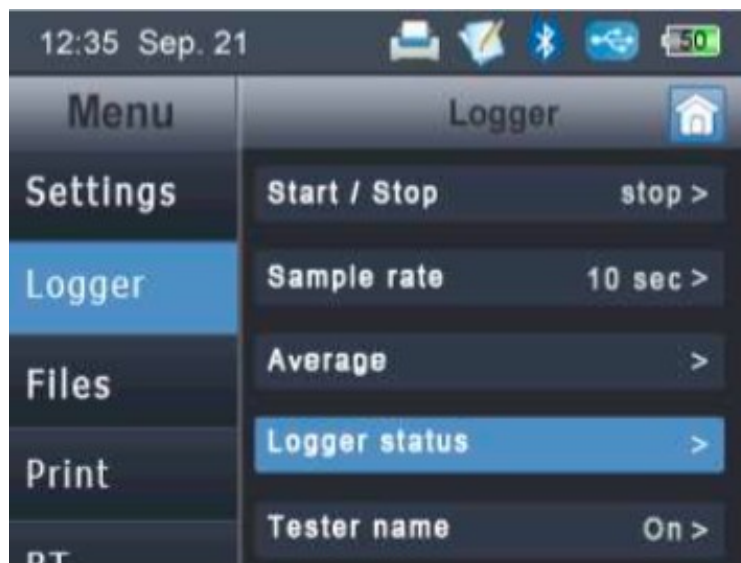 12:35 Sep. 21
50
Menu
Logger
Settings
Start / Stop stop >
Logger
Sample rate 10 sec >
Files
Average >
Print
Logger status >
Tester name On >